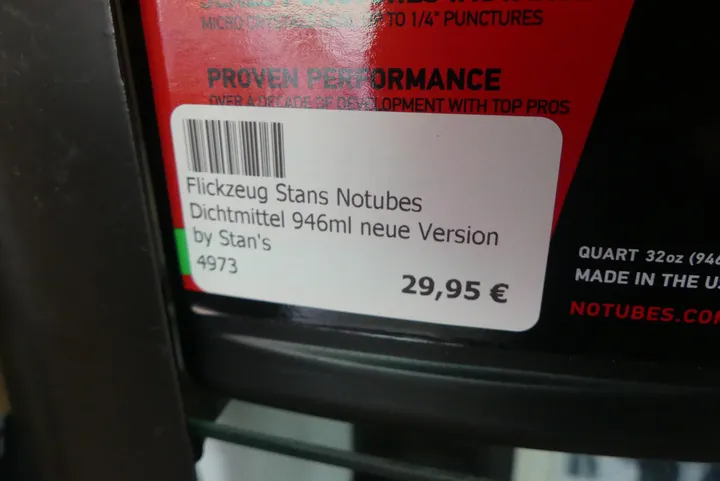 MICRO CRYSTALS SEAL UP TO 1/4" PUNCTURES
PROVEN PERFORMANCE
OVER A DECADE OF DEVELOPMENT WITH TOP PROS
Flickzeug Stans Notubes
Dichtmittel 946ml neue Version
by Stan's
4973
29,95 €
QUART 32oz (946
MADE IN THE U.
NOTUBES.CO